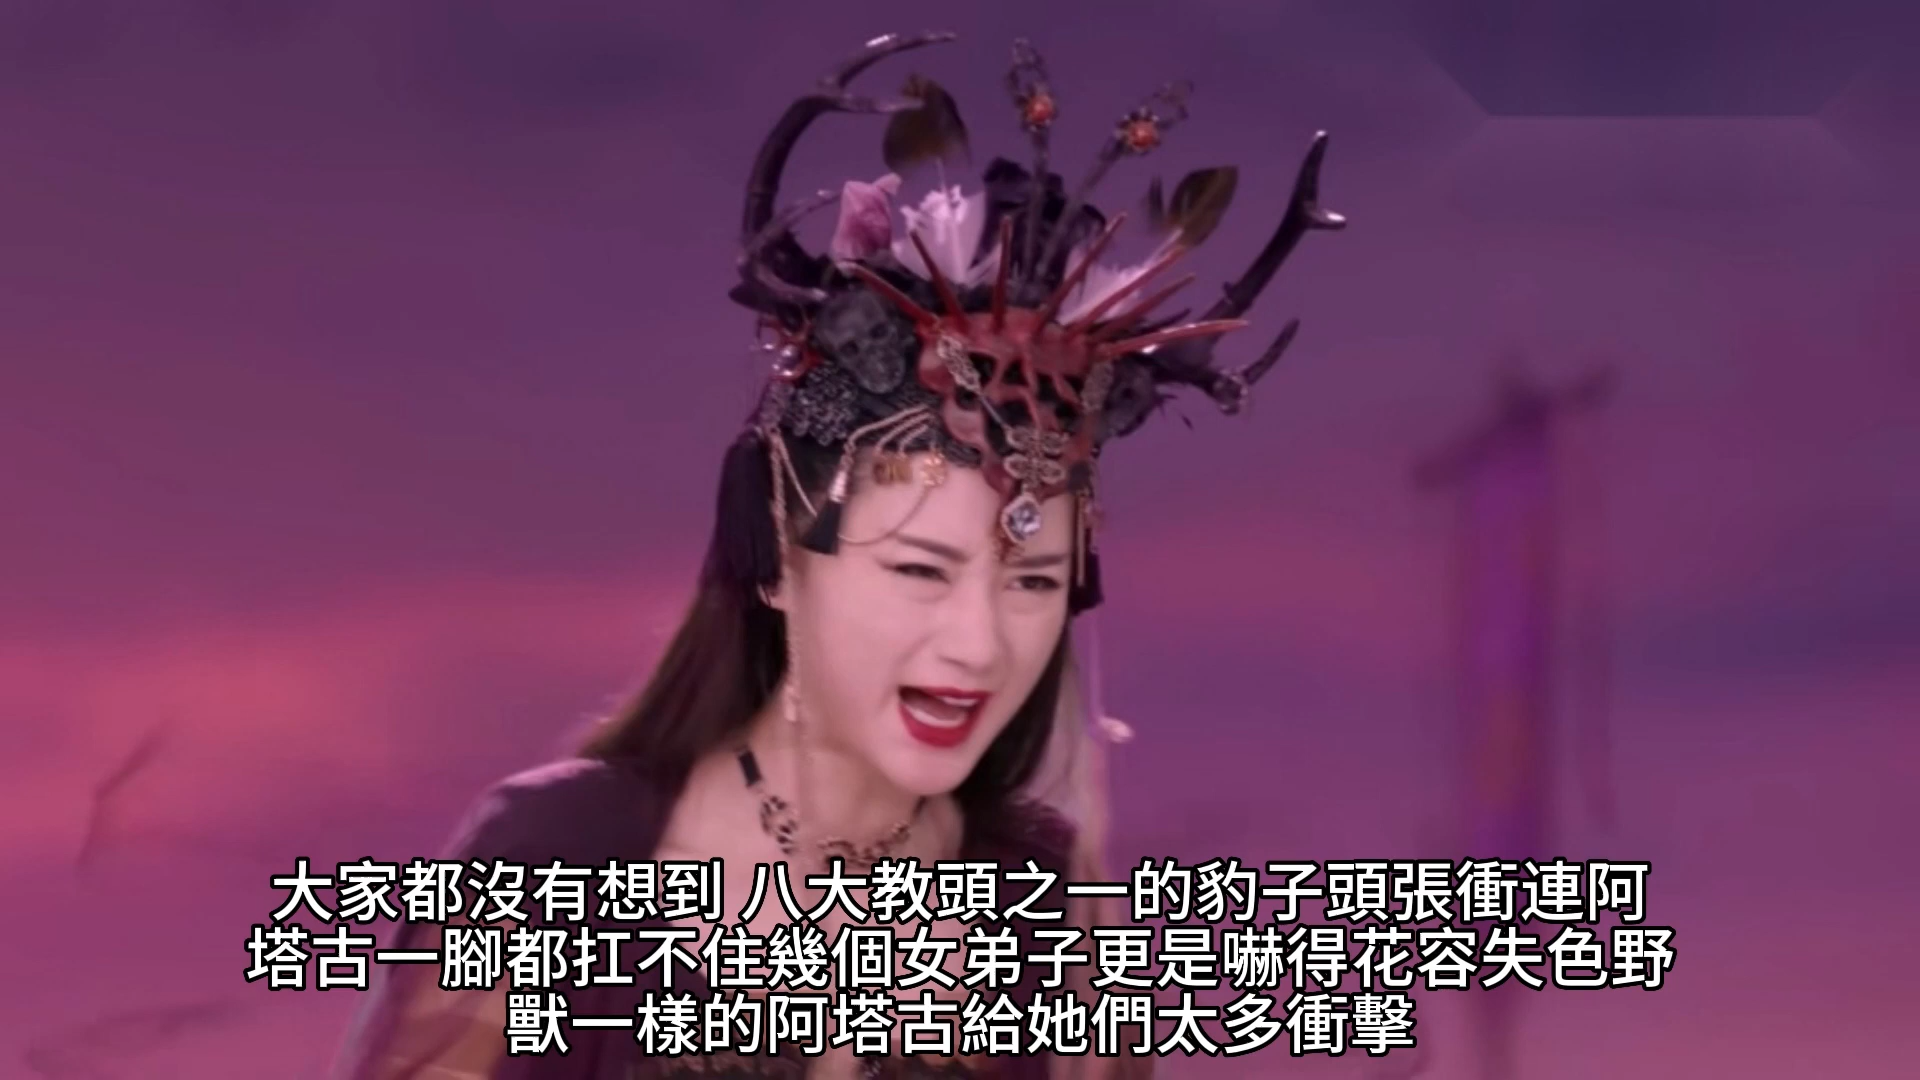 大家都沒有想到 八大教頭之一的豹子頭張衝連阿
塔古一腳都扛不住幾個女弟子更是嚇得花容失色野
獸一樣的阿塔古給她們太多衝擊